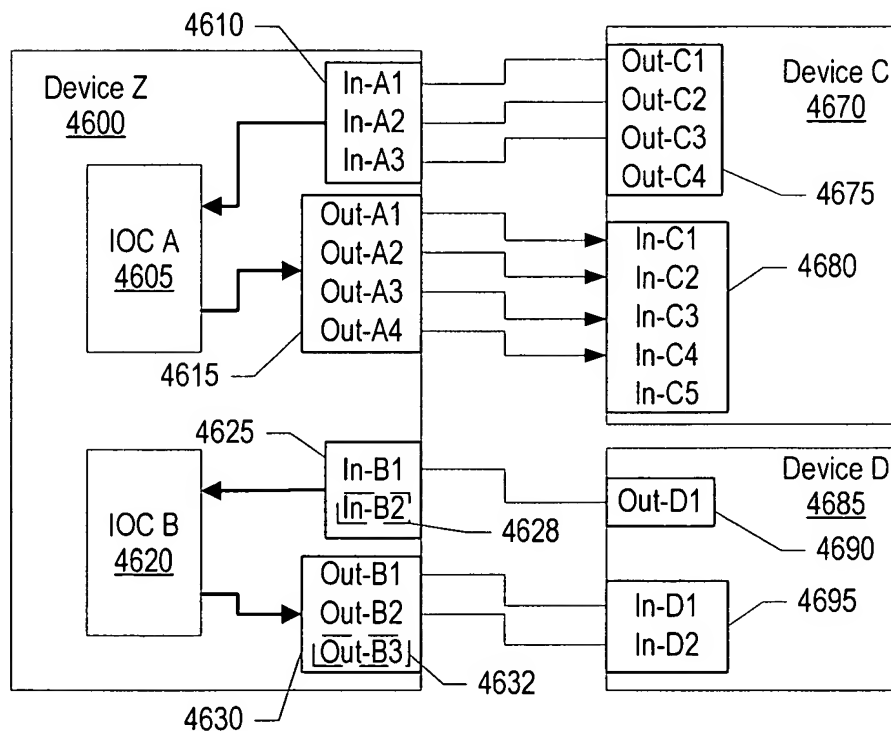 4610
Device Z
4600
In-A1
In-A2
In-A3
IOC A
4605
Out-A1
Out-A2
Out-A3
Out-A4
4615
Out-C1
Out-C2
Out-C3
Out-C4
Device C
4670
4675
In-C1
In-C2
In-C3
In-C4
In-C5
4680
4625
In-B1
In-B2
4628
IOC B
4620
Out-B1
Out-B2
Out-B3
4632
4630
Device D
4685
Out-D1
4690
In-D1
In-D2
4695